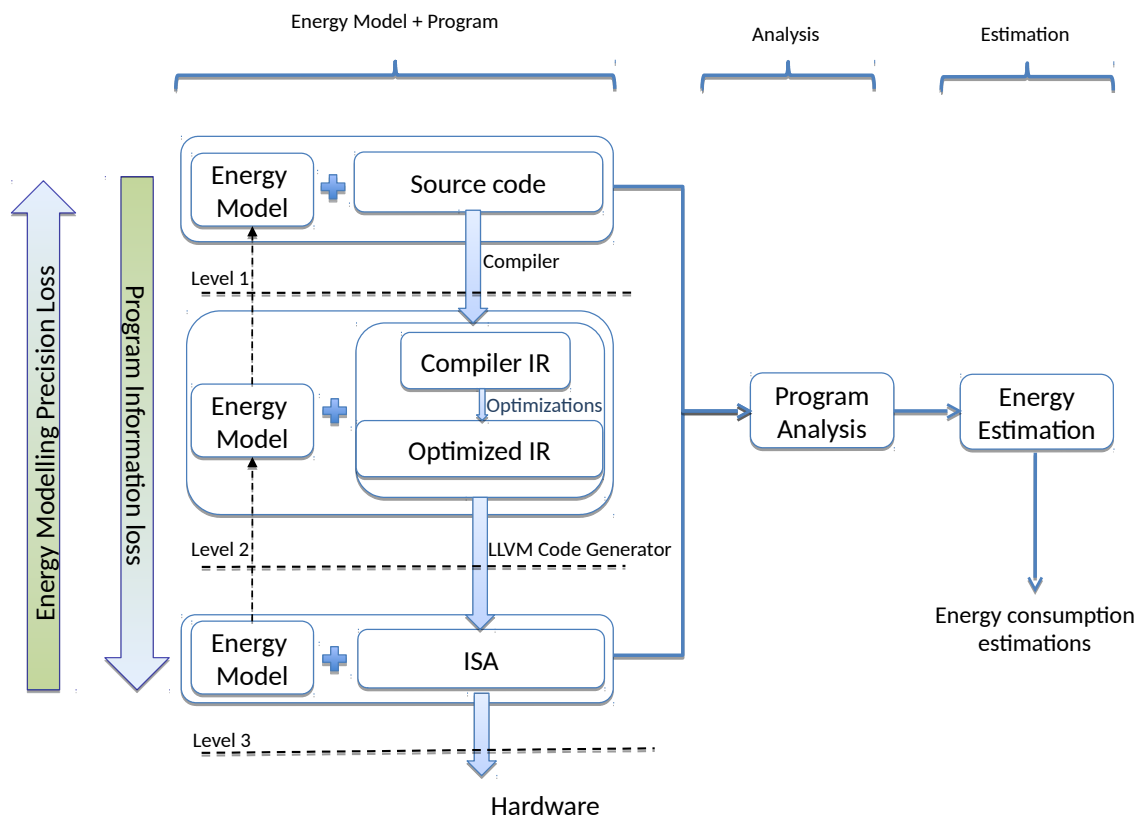 Energy Model + Program
Analysis
Estimation
Energy
Model
Source code
Compiler
Level 1
Energy Modelling Precision Loss
Program Information loss
Compiler IR
Optimizations
Energy
Model
Optimized IR
Program
Analysis
Energy
Estimation
Level 2
LLVM Code Generator
Energy
Model
ISA
Energy consumption
estimations
Level 3
Hardware